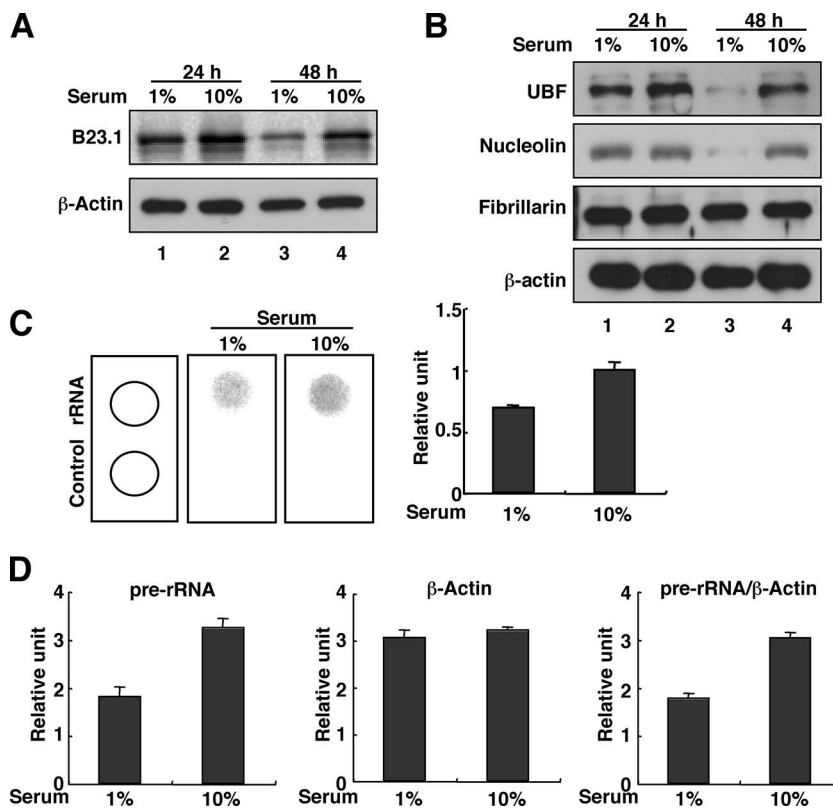 A
24 h 48 h
Serum 1% 10% 1% 10%
B23.1
β-Actin
1 2 3 4
B
24 h 48 h
Serum 1% 10% 1% 10%
UBF
Nucleolin
Fibrillarin
β-actin
1 2 3 4
C
Serum
1% 10%
Control rRNA
Relative unit
1.5
1
0.5
0
Serum 1% 10%
D
pre-rRNA
Relative unit
4
3
2
1
0
Serum 1% 10%
β-Actin
Relative unit
4
3
2
1
0
1% 10%
pre-rRNA/β-Actin
Relative unit
4
3
2
1
0
Serum 1% 10%